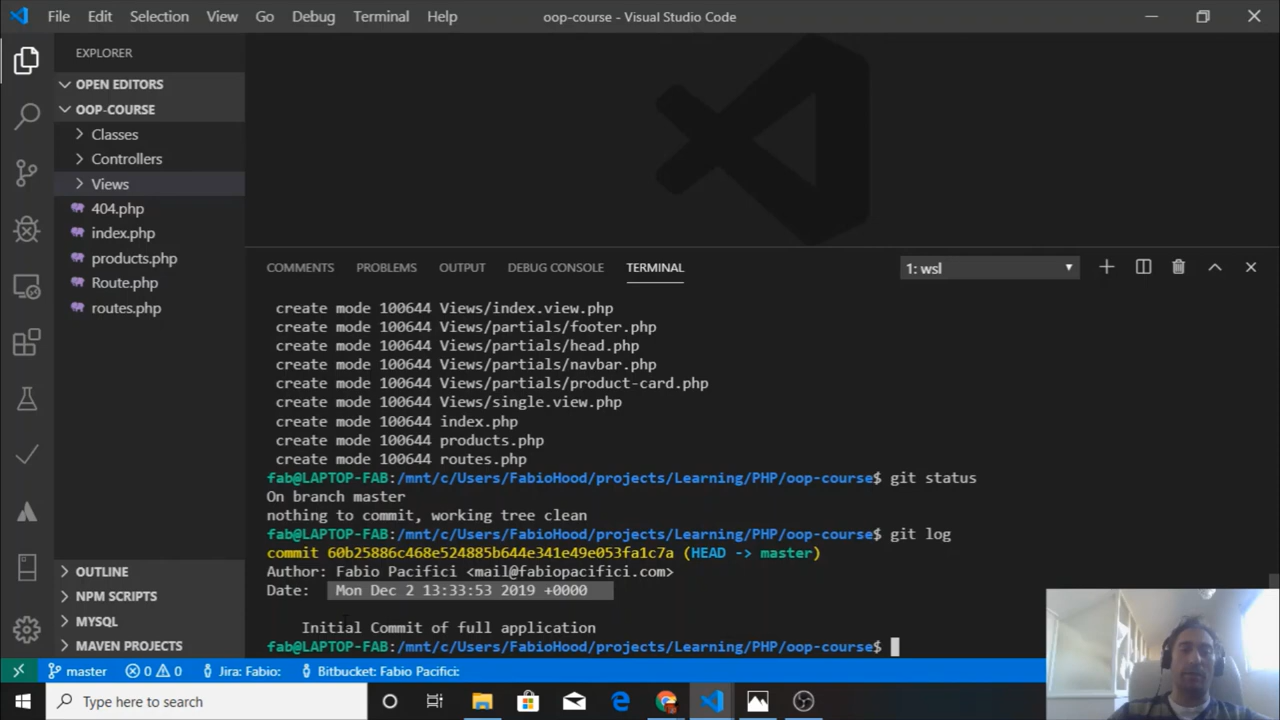 File Edit Selection View Go Debug Terminal Help oop-course - Visual Studio Code
EXPLORER
OPEN EDITORS
OOP-COURSE
Classes
Controllers
Views
404.php
index.php
products.php
Route.php
routes.php
OUTLINE
NPM SCRIPTS
MYSQL
MAVEN PROJECTS
COMMENTS PROBLEMS OUTPUT DEBUG CONSOLE TERMINAL 1: wsl
create mode 100644 Views/index.view.php
create mode 100644 Views/partials/footer.php
create mode 100644 Views/partials/head.php
create mode 100644 Views/partials/navbar.php
create mode 100644 Views/partials/product-card.php
create mode 100644 Views/single.view.php
create mode 100644 index.php
create mode 100644 products.php
create mode 100644 routes.php
fab@LAPTOP-FAB:/mnt/c/Users/FabioHood/projects/Learning/PHP/oop-course$ git status
On branch master
nothing to commit, working tree clean
fab@LAPTOP-FAB:/mnt/c/Users/FabioHood/projects/Learning/PHP/oop-course$ git log
commit 60b25886c468e524885b644e341e49e053fa1c7a (HEAD -> master)
Author: Fabio Pacifici <mail@fabiopacifici.com>
Date: Mon Dec 2 13:33:53 2019 +0000
Initial Commit of full application
fab@LAPTOP-FAB:/mnt/c/Users/FabioHood/projects/Learning/PHP/oop-course$
master 0 0 Jira: Fabio: Bitbucket: Fabio Pacifici:
Type here to search